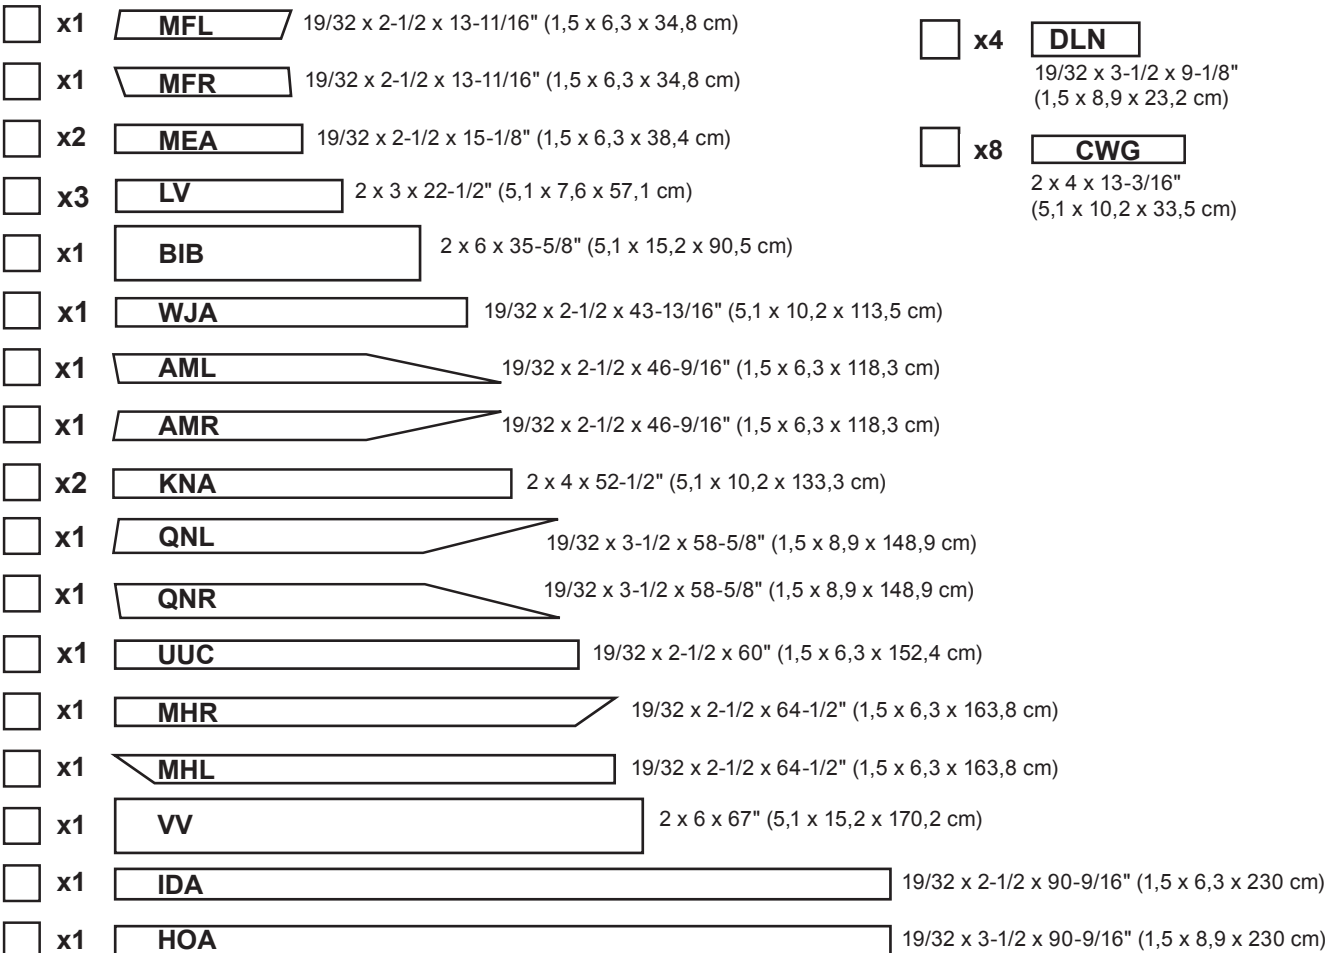 x1 MFL 19/32 x 2-1/2 x 13-11/16" (1,5 x 6,3 x 34,8 cm)
x1 MFR 19/32 x 2-1/2 x 13-11/16" (1,5 x 6,3 x 34,8 cm)
x2 MEA 19/32 x 2-1/2 x 15-1/8" (1,5 x 6,3 x 38,4 cm)
x3 LV 2 x 3 x 22-1/2" (5,1 x 7,6 x 57,1 cm)
x1 BIB 2 x 6 x 35-5/8" (5,1 x 15,2 x 90,5 cm)
x1 WJA 19/32 x 2-1/2 x 43-13/16" (5,1 x 10,2 x 113,5 cm)
x1 AML 19/32 x 2-1/2 x 46-9/16" (1,5 x 6,3 x 118,3 cm)
x1 AMR 19/32 x 2-1/2 x 46-9/16" (1,5 x 6,3 x 118,3 cm)
x2 KNA 2 x 4 x 52-1/2" (5,1 x 10,2 x 133,3 cm)
x1 QNL 19/32 x 3-1/2 x 58-5/8" (1,5 x 8,9 x 148,9 cm)
x1 QNR 19/32 x 3-1/2 x 58-5/8" (1,5 x 8,9 x 148,9 cm)
x1 UUC 19/32 x 2-1/2 x 60" (1,5 x 6,3 x 152,4 cm)
x1 MHR 19/32 x 2-1/2 x 64-1/2" (1,5 x 6,3 x 163,8 cm)
x1 MHL 19/32 x 2-1/2 x 64-1/2" (1,5 x 6,3 x 163,8 cm)
x1 VV 2 x 6 x 67" (5,1 x 15,2 x 170,2 cm)
x1 IDA 19/32 x 2-1/2 x 90-9/16" (1,5 x 6,3 x 230 cm)
x1 HOA 19/32 x 3-1/2 x 90-9/16" (1,5 x 8,9 x 230 cm)
x4 DLN
19/32 x 3-1/2 x 9-1/8"
(1,5 x 8,9 x 23,2 cm)
x8 CWG
2 x 4 x 13-3/16"
(5,1 x 10,2 x 33,5 cm)